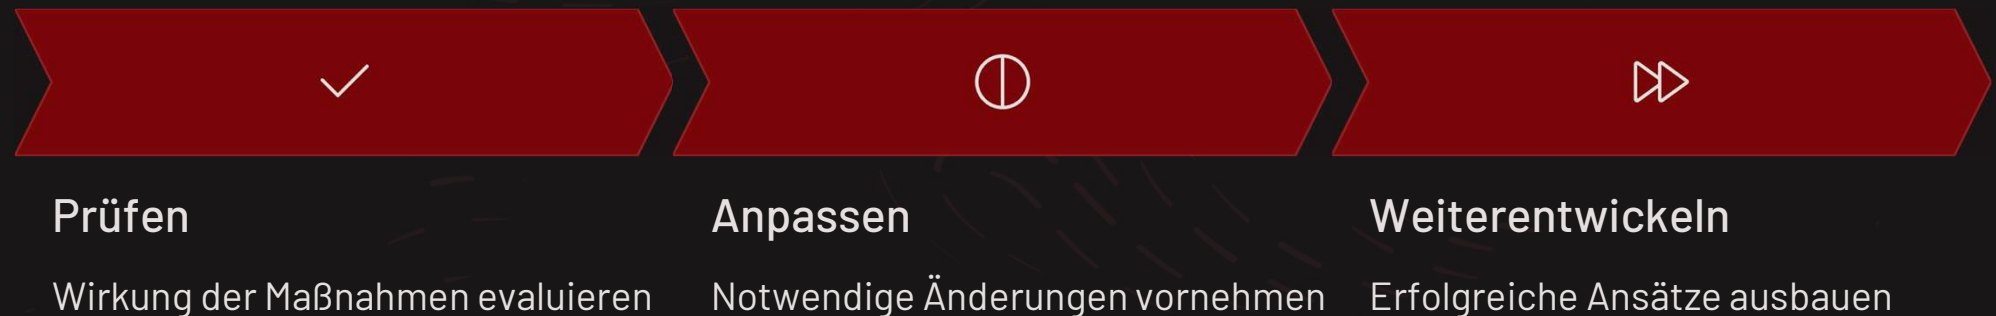 Prüfen
Wirkung der Maßnahmen evaluieren
Anpassen
Notwendige Änderungen vornehmen
Weiterentwickeln
Erfolgreiche Ansätze ausbauen